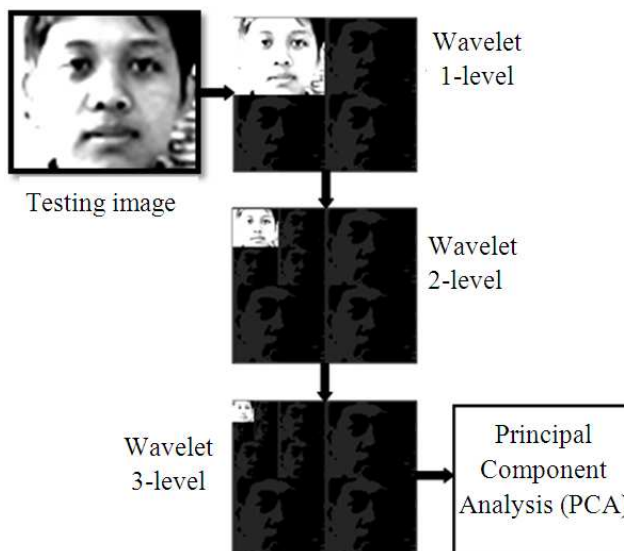 Wavelet
1-level
Testing image
Wavelet
2-level
Wavelet
3-level
Principal
Component
Analysis (PCA)